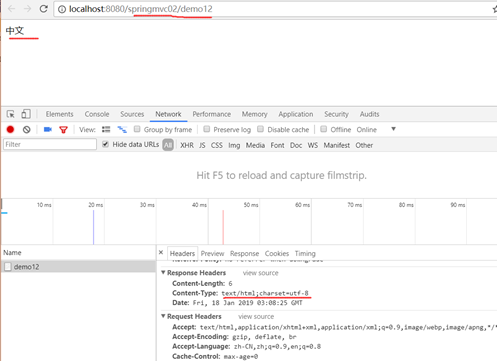 localhost:8080/springmvc02/demo12
中文
Elements Console Sources Network Performance Memory Application Security Audits
View: Group by frame Preserve log Disable cache Offline Online
Filter Hide data URLs All XHR JS CSS Img Media Font Doc WS Manifest Other
Hit F5 to reload and capture filmstrip.
10 ms 20 ms 30 ms 40 ms 50 ms 60 ms 70 ms 80 ms 90 ms
Name × Headers Preview Response Cookies Timing
demo12
▼ Response Headers view source
Content-Length: 6
Content-Type: text/html;charset=utf-8
Date: Fri, 18 Jan 2019 03:08:25 GMT
▼ Request Headers view source
Accept: text/html,application/xhtml+xml,application/xml;q=0.9,image/webp,image/apng,*/*
Accept-Encoding: gzip, deflate, br
Accept-Language: zh-CN,zh;q=0.9,en;q=0.8
Cache-Control: max-age=0